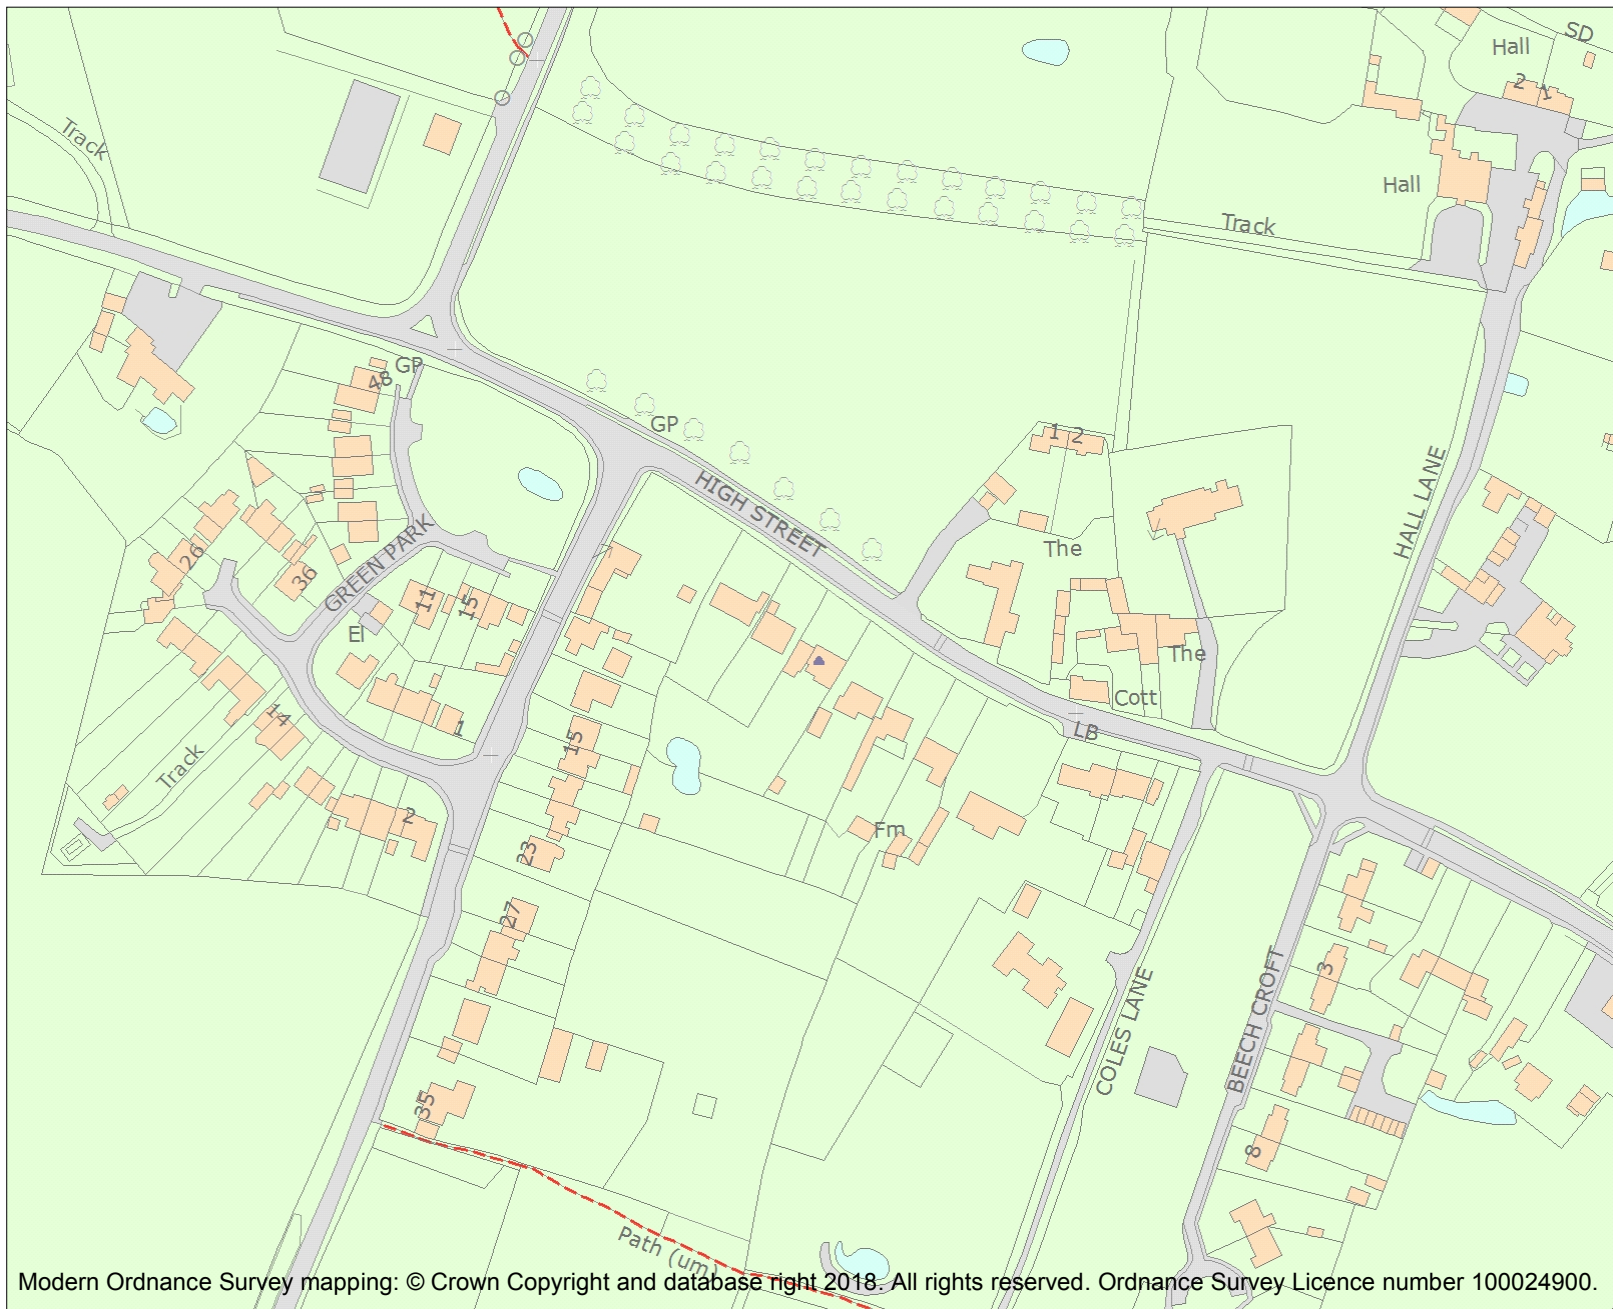 SD
Hall
2 1
Track
Hall
Track
GP
48
GP
1 2
HIGH STREET
HALL LANE
The
GREEN PARK
26
36
11
15
El
The
Cott
LB
14
1
15
Track
2
Fm
23
27
3
COLES LANE
BEECH CROFT
35
8
Path (um)
Modern Ordnance Survey mapping: © Crown Copyright and database right 2018. All rights reserved. Ordnance Survey Licence number 100024900.